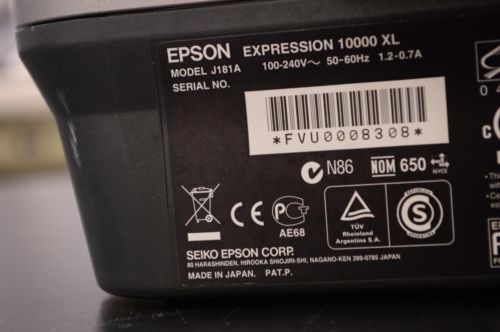 EPSON EXPRESSION 10000 XL
MODEL J181A 100-240V~ 50-60Hz 1.2-0.7A
SERIAL NO.
*FVU0008308*
N86 NOM 650 NYCE
CE AE68
TÜV
Rheinland
Argentina S.A.
S
SEIKO EPSON CORP.
80 HARASHINDEN, HIROOKA SHIOJIRI-SHI, NAGANO-KEN 399-0785 JAPAN
MADE IN JAPAN. PAT.P.